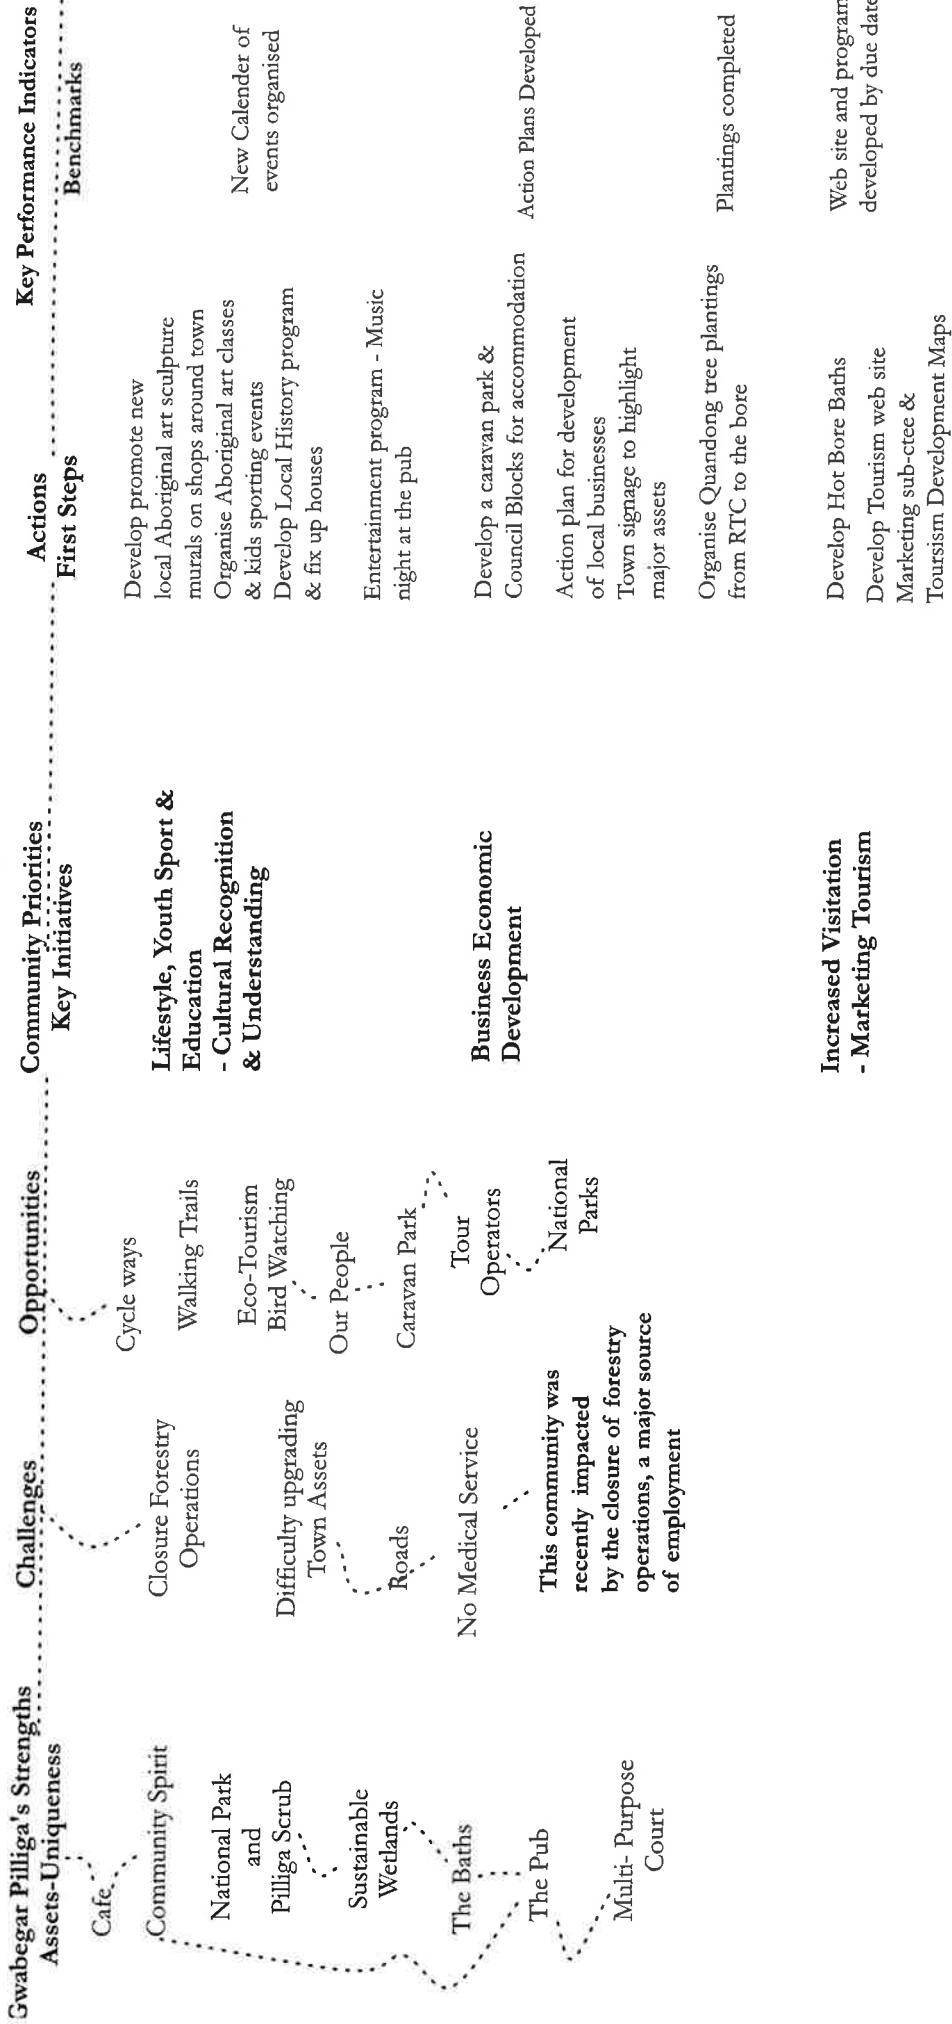 Gwabegar Pilliga's Strengths
Assets-Uniqueness
Cafe
Community Spirit
National Park
and
Pilliga Scrub
Sustainable
Wetlands
The Baths
The Pub
Multi- Purpose
Court
Challenges
Closure Forestry
Operations
Difficulty upgrading
Town Assets
Roads
No Medical Service
This community was
recently impacted
by the closure of forestry
operations, a major source
of employment
Opportunities
Cycle ways
Walking Trails
Eco-Tourism
Bird Watching
Our People
Caravan Park
Tour
Operators
National
Parks
Community Priorities
Key Initiatives
Lifestyle, Youth Sport &
Education
- Cultural Recognition
& Understanding
Business Economic
Development
Increased Visitation
- Marketing Tourism
Actions
First Steps
Develop promote new
local Aboriginal art sculpture
murals on shops around town
Organise Aboriginal art classes
& kids sporting events
Develop Local History program
& fix up houses
Entertainment program - Music
night at the pub
Develop a caravan park &
Council Blocks for accommodation
Action plan for development
of local businesses
Town signage to highlight
major assets
Organise Quandong tree plantings
from RTC to the bore
Develop Hot Bore Baths
Develop Tourism web site
Marketing sub-ctee &
Toursism Development Maps
Key Performance Indicators
Benchmarks
New Calender of
events organised
Action Plans Developed
Plantings completed
Web site and program
developed by due date